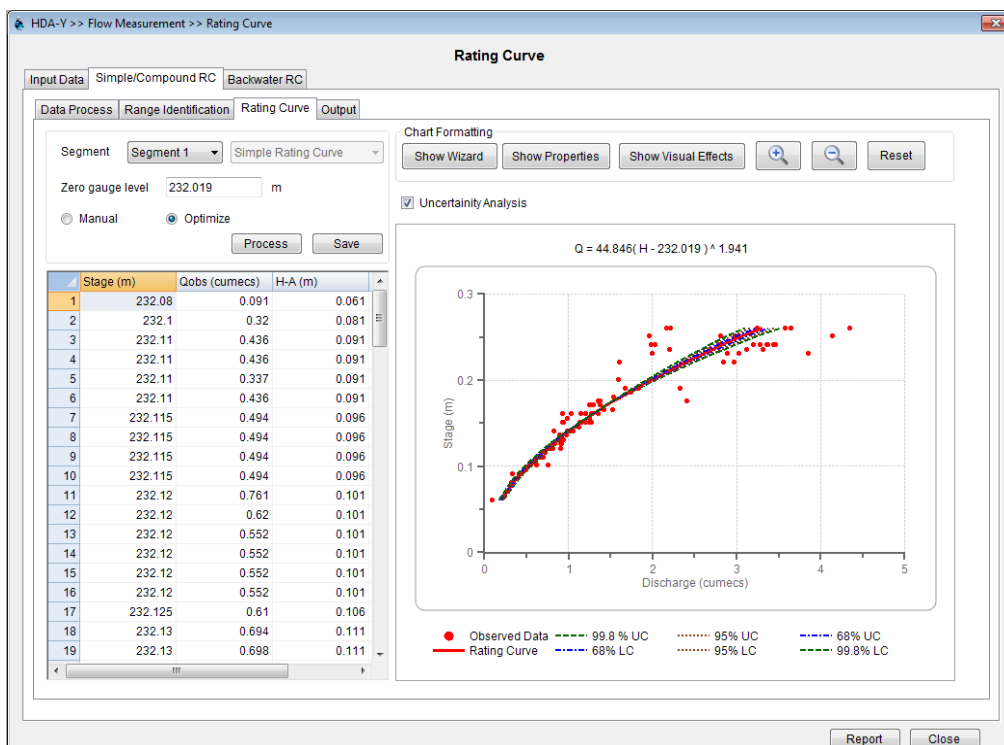 HDA-Y >> Flow Measurement >> Rating Curve
Rating Curve
Input Data Simple/Compound RC Backwater RC
Data Process Range Identification Rating Curve Output
Segment Segment 1 Simple Rating Curve
Zero gauge level 232.019 m
Manual Optimize
Process Save
Chart Formatting
Show Wizard Show Properties Show Visual Effects Reset
Uncertainity Analysis
Stage (m) Qobs (cumecs) H-A (m)
1 232.08 0.091 0.061
2 232.1 0.32 0.081
3 232.11 0.436 0.091
4 232.11 0.436 0.091
5 232.11 0.337 0.091
6 232.11 0.436 0.091
7 232.115 0.494 0.096
8 232.115 0.494 0.096
9 232.115 0.494 0.096
10 232.115 0.494 0.096
11 232.12 0.761 0.101
12 232.12 0.62 0.101
13 232.12 0.552 0.101
14 232.12 0.552 0.101
15 232.12 0.552 0.101
16 232.12 0.552 0.101
17 232.125 0.61 0.106
18 232.13 0.694 0.111
19 232.13 0.698 0.111
Q = 44.846( H - 232.019 ) ^ 1.941
0.3
0.2
0.1
0
Stage (m)
0 1 2 3 4 5
Discharge (cumecs)
Observed Data 99.8 % UC 95% UC 68% UC
Rating Curve 68% LC 95% LC 99.8% LC
Report Close